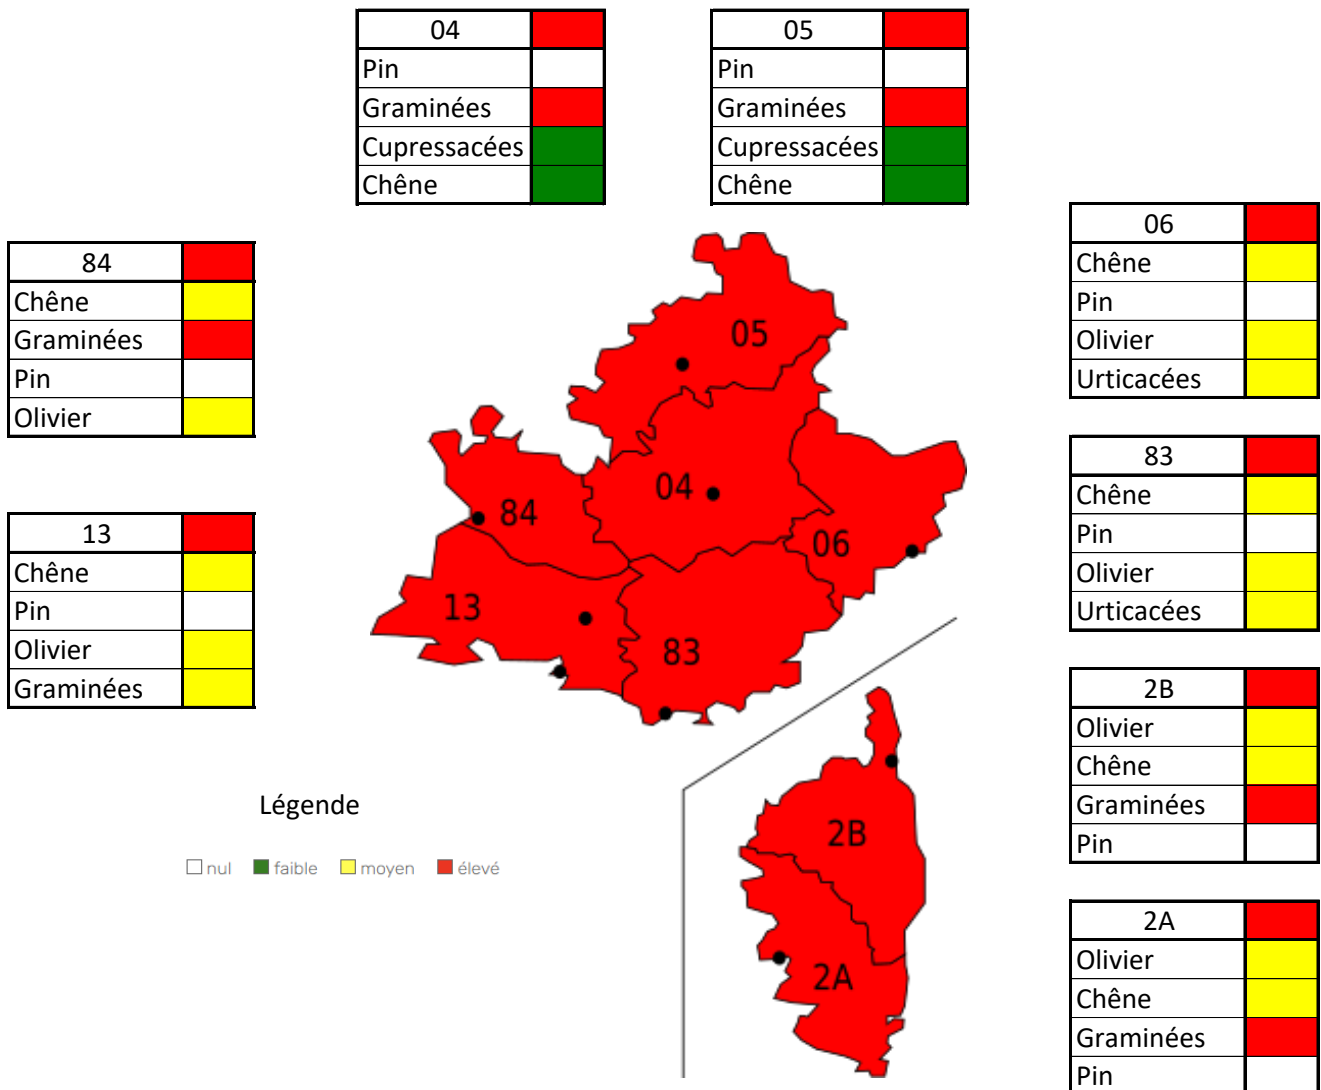 04
Pin
Graminées
Cupressacées
Chêne
05
Pin
Graminées
Cupressacées
Chêne
84
Chêne
Graminées
Pin
Olivier
13
Chêne
Pin
Olivier
Graminées
06
Chêne
Pin
Olivier
Urticacées
83
Chêne
Pin
Olivier
Urticacées
2B
Olivier
Chêne
Graminées
Pin
2A
Olivier
Chêne
Graminées
Pin
05
04
84
06
13
83
2B
2A
Légende
nul faible moyen élevé